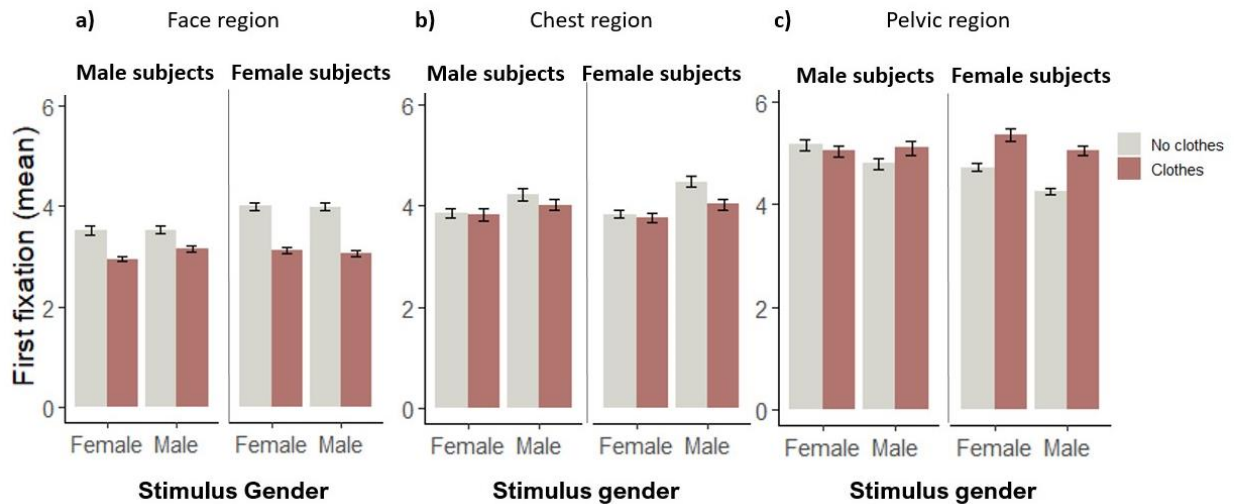 a) Face region
b) Chest region
c) Pelvic region
Male subjects Female subjects
Male subjects Female subjects
Male subjects Female subjects
First fixation (mean)
6
4
2
0
6
4
2
0
6
4
2
0
No clothes
Clothes
Female Male Female Male
Female Male Female Male
Female Male Female Male
Stimulus Gender
Stimulus gender
Stimulus gender